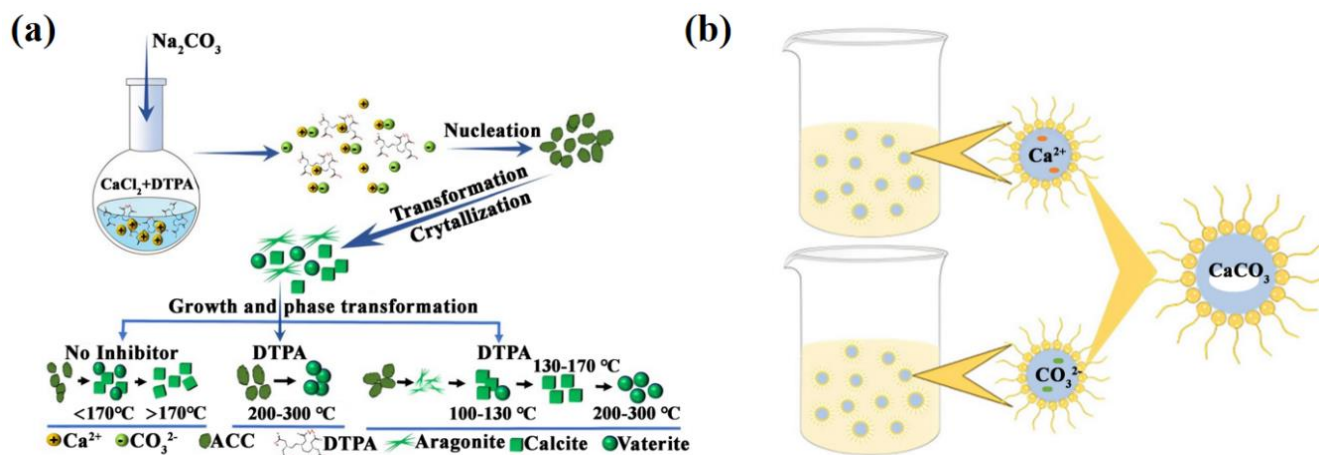 (a)
Na₂CO₃
CaCl₂+DTPA
Nucleation
Transformation
Crytallization
Growth and phase transformation
No Inhibitor
<170℃ >170℃
DTPA
200-300 ℃
DTPA
130-170 ℃
100-130 ℃
200-300 ℃
Ca²⁺ CO₃²⁻ ACC DTPA Aragonite Calcite Vaterite
(b)
Ca²⁺
CaCO₃
CO₃²⁻